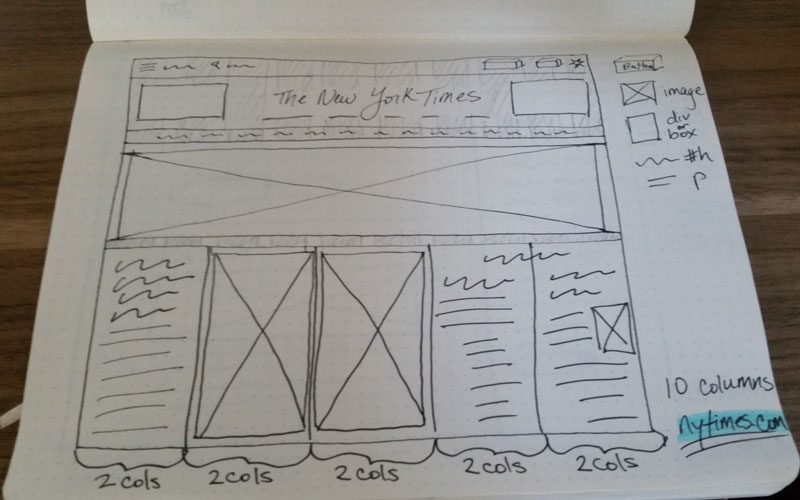 The New York Times
Button
image
div
or
box
#h
P
10 columns
nytimes.com
2 cols
2 cols
2 cols
2 cols
2 cols